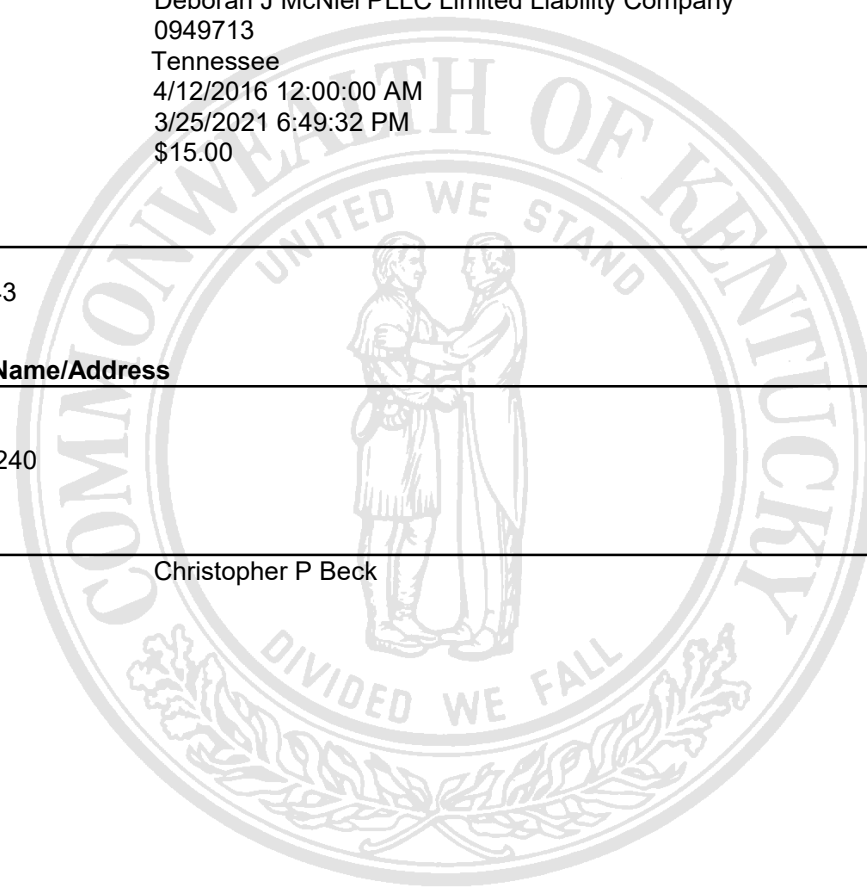 Deborah J McNiel PLLC Limited Liability Company
0949713
Tennessee
4/12/2016 12:00:00 AM
3/25/2021 6:49:32 PM
$15.00
COMMONWEALTH OF KENTUCKY
UNITED WE STAND
3
Name/Address
240
Christopher P Beck
DIVIDED WE FALL